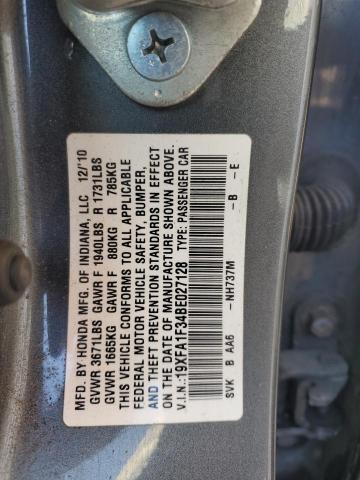 MFD. BY HONDA MFG. OF INDIANA, LLC 12/'10
GVWR 3671LBS GAWR F 1940LBS R 1731LBS
GVWR 1665KG GAWR F 880KG R 785KG
THIS VEHICLE CONFORMS TO ALL APPLICABLE
FEDERAL MOTOR VEHICLE SAFETY, BUMPER,
AND THEFT PREVENTION STANDARDS IN EFFECT
ON THE DATE OF MANUFACTURE SHOWN ABOVE.
V.I.N.:19XFA1F34BE027128 TYPE: PASSENGER CAR
-NH737M -B -E
SVK B AA6